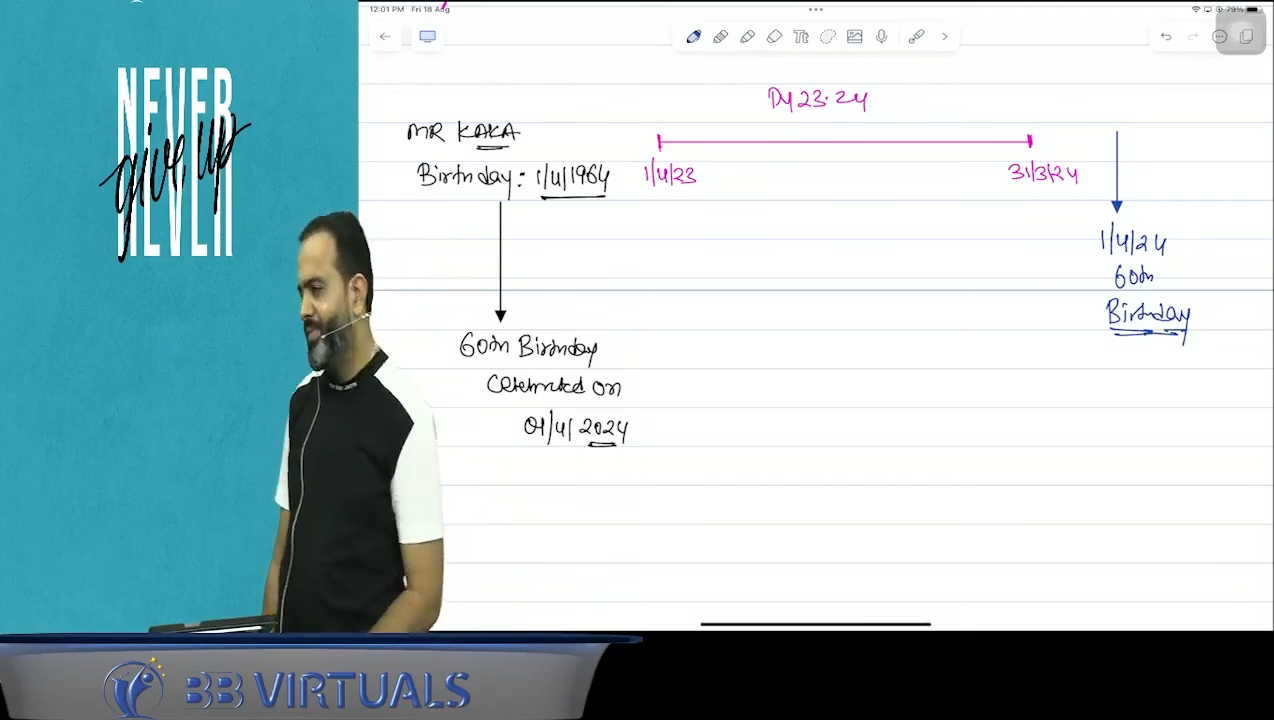 12:01 PM Fri 18 Aug
79%
NEVER
give up
NEVER
PY 23-24
MR KAKA
Birthday: 1/4/1964
1/4/23
31/3/24
1/4/24
60th
Birthday
60th Birthday
Celebrated on
01/4/2024
BB VIRTUALS